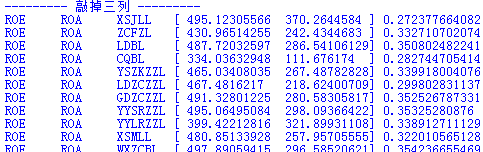 --------- 敲掉三列 ---------
ROE ROA XSJLL [ 495.12305566 370.2644584 ] 0.272377664082
ROE ROA ZCFZL [ 430.96514255 242.4344683 ] 0.332710702074
ROE ROA LDBL [ 487.72032597 286.54106129] 0.350802482241
ROE ROA CQBL [ 334.03632948 111.676174 ] 0.282744705414
ROE ROA YSZKZZL [ 465.03408035 267.48782828] 0.339918004076
ROE ROA LDZCZZL [ 467.4816217 218.62400709] 0.299802831137
ROE ROA GDZCZZL [ 491.32801225 280.58305817] 0.352526787331
ROE ROA YYSRZZL [ 495.06495084 298.09366422] 0.35325280876
ROE ROA YYLRZZL [ 399.42212816 321.89931108] 0.338912711129
ROE ROA XSMLL [ 480.85133928 257.95705555] 0.322010565128
ROE ROA WXZCBL [ 497.89059415 296.58520621] 0.354236655469